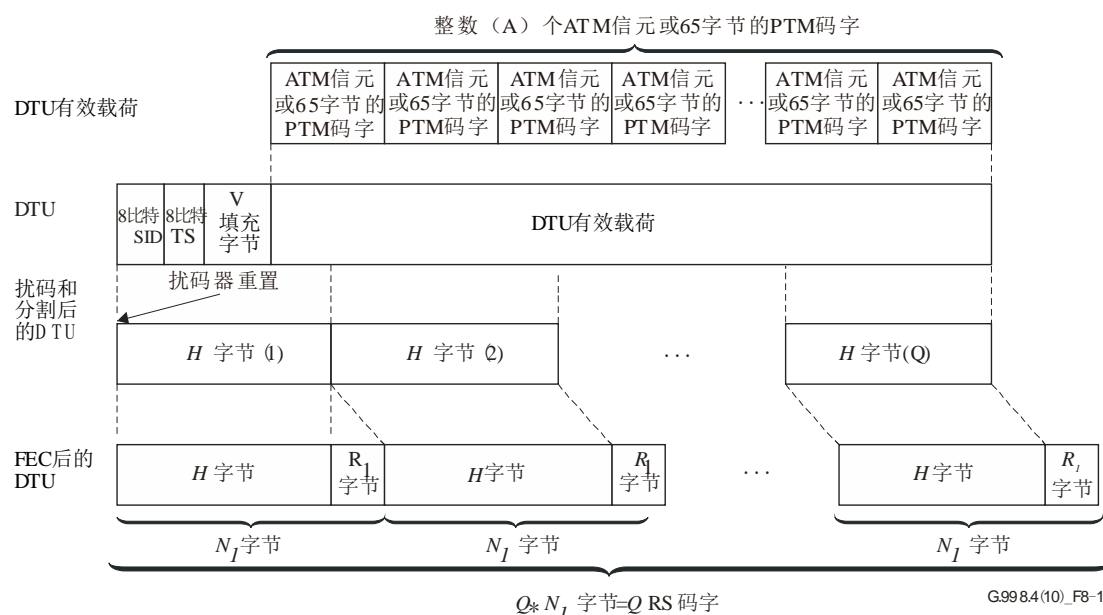 整数（A）个ATM信元或65字节的PTM码字
DTU有效载荷
ATM信元
或65字节的
PTM码字
ATM信元
或65字节的
PTM码字
ATM信元
或65字节的
PTM码字
ATM信元
或65字节的
PTM码字
···
ATM信元
或65字节的
PTM码字
ATM信元
或65字节的
PTM码字
DTU
8比特
SID
8比特
TS
V
填充
字节
DTU有效载荷
扰码器重置
扰码和
分割后
的DTU
H 字节 (1)
H 字节 (2)
···
H 字节(Q)
FEC后的
DTU
H 字节
R1
字节
H字节
R1
字节
···
H 字节
R1
字节
N1 字节
N1 字节
N1 字节
Q* N1 字节=Q RS 码字
G.998.4(10)_F8-1